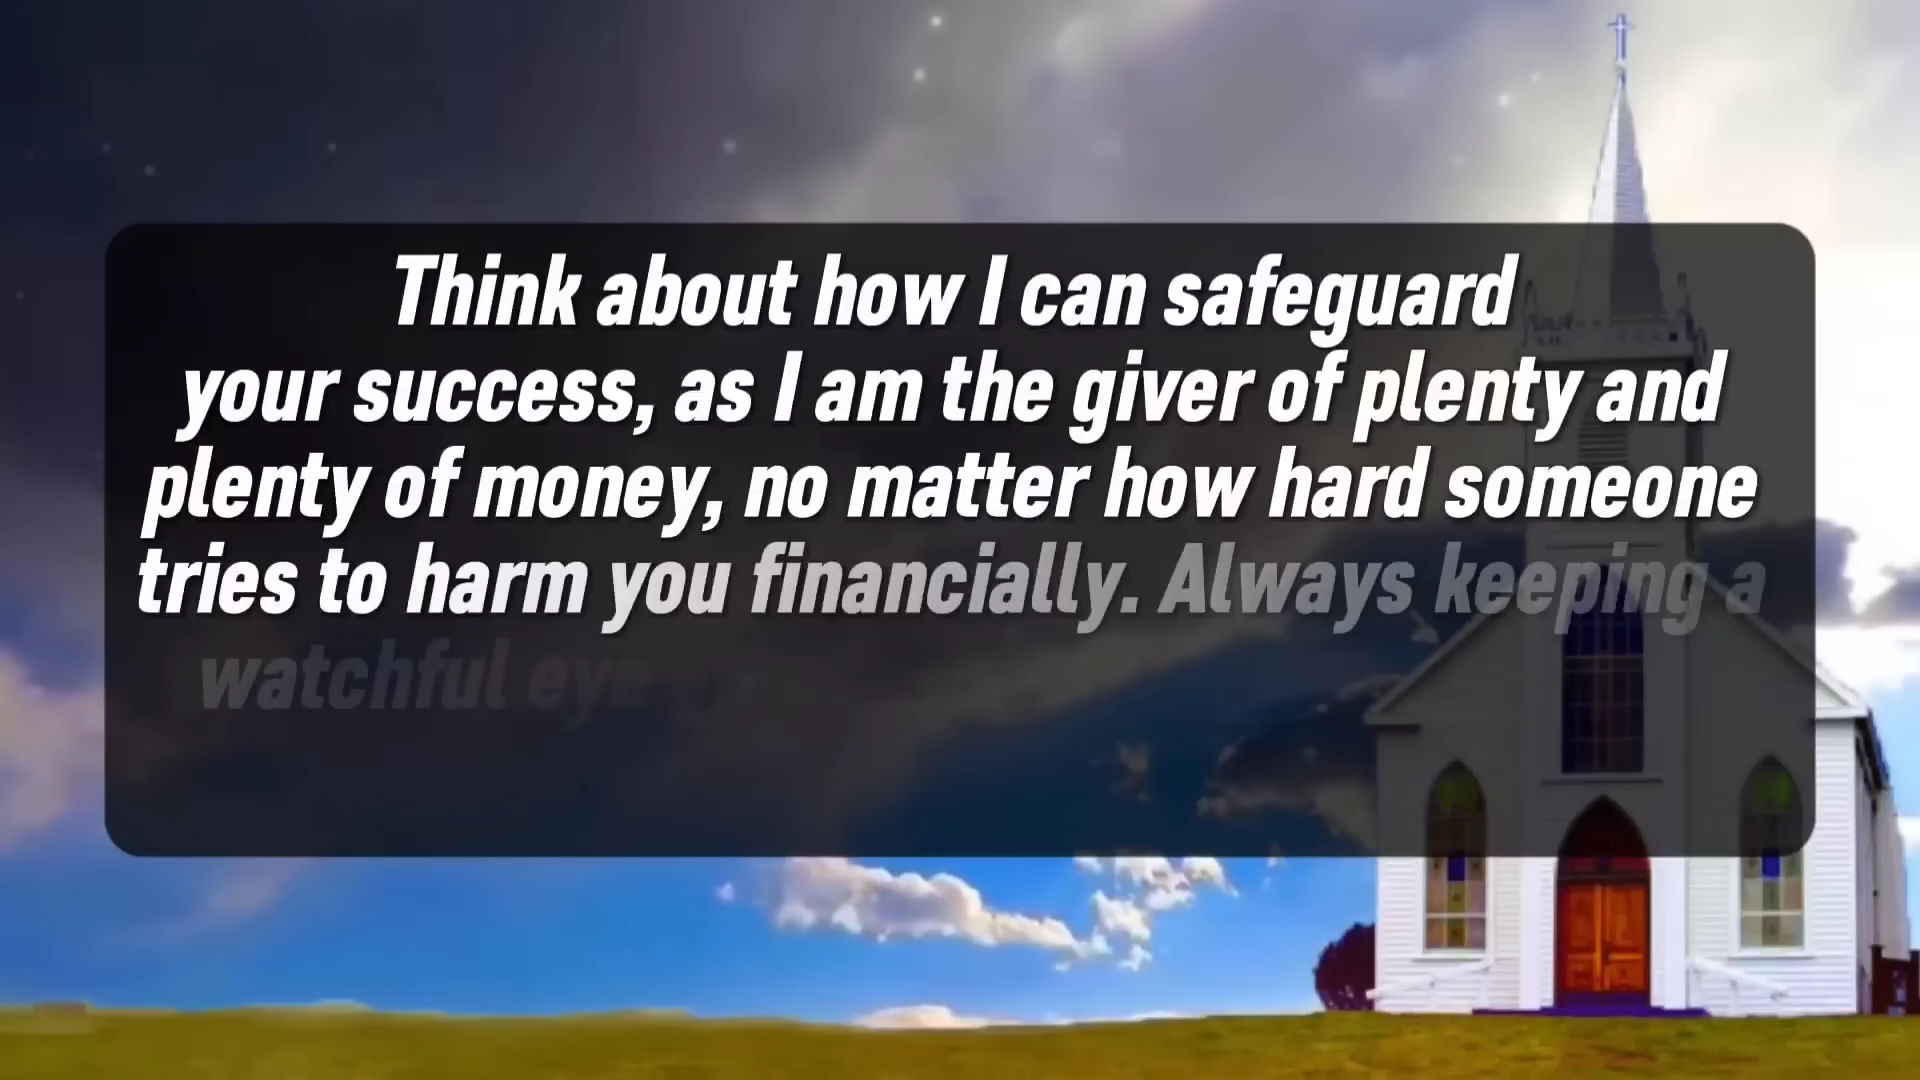 Think about how I can safeguard
your success, as I am the giver of plenty and
plenty of money, no matter how hard someone
tries to harm you financially. Always keeping a
watchful eye